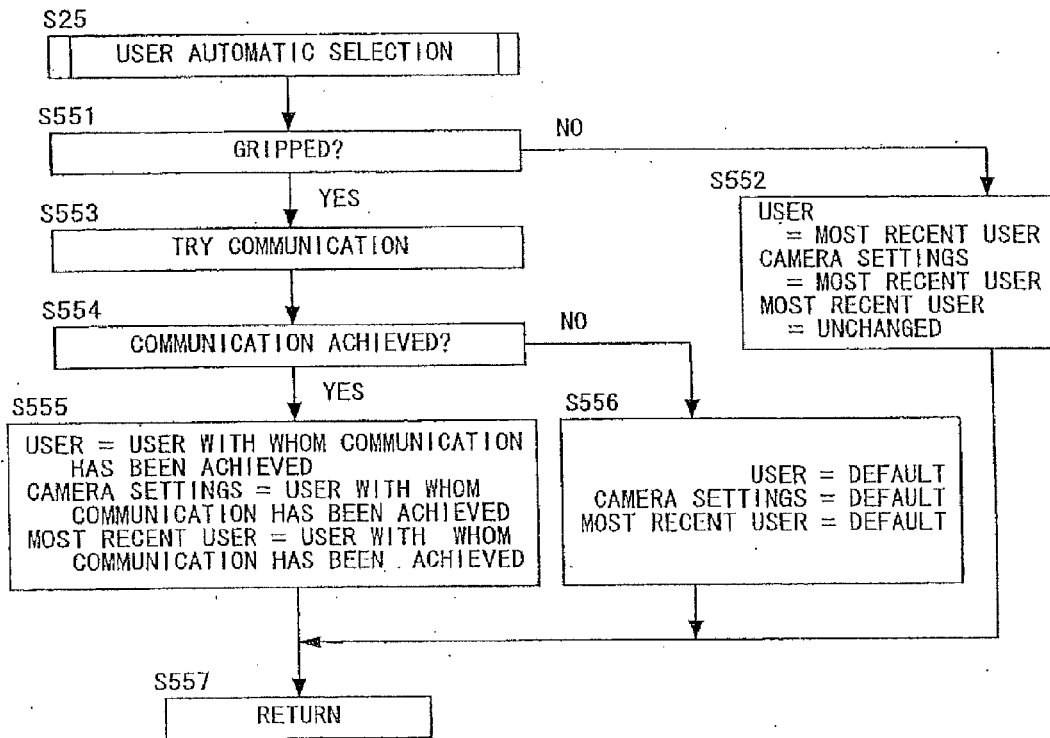 S25
USER AUTOMATIC SELECTION
S551
GRIPPED?
NO
YES
S552
USER
= MOST RECENT USER
CAMERA SETTINGS
= MOST RECENT USER
MOST RECENT USER
= UNCHANGED
S553
TRY COMMUNICATION
S554
COMMUNICATION ACHIEVED?
NO
YES
S555
USER = USER WITH WHOM COMMUNICATION
HAS BEEN ACHIEVED
CAMERA SETTINGS = USER WITH WHOM
COMMUNICATION HAS BEEN ACHIEVED
MOST RECENT USER = USER WITH WHOM
COMMUNICATION HAS BEEN ACHIEVED
S556
USER = DEFAULT
CAMERA SETTINGS = DEFAULT
MOST RECENT USER = DEFAULT
S557
RETURN